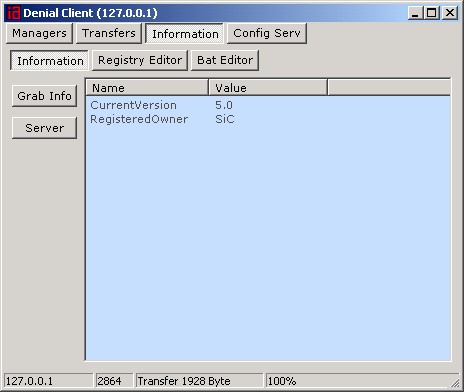 Denial Client (127.0.0.1)
Managers Transfers Information Config Serv
Information Registry Editor Bat Editor
Grab Info
Server
Name Value
CurrentVersion 5.0
RegisteredOwner SiC
127.0.0.1 2864 Transfer 1928 Byte 100%